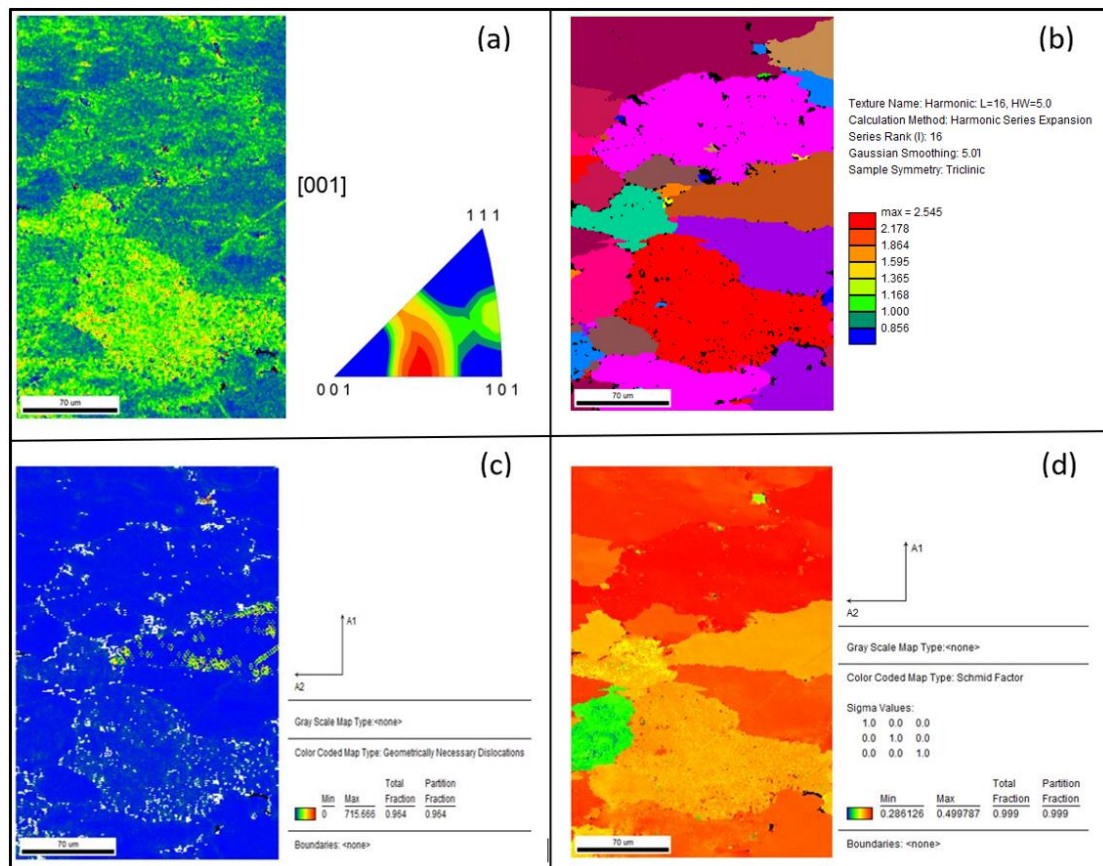 (a)
[001]
1 1 1
0 0 1
1 0 1
70 um
(b)
Texture Name: Harmonic: L=16, HW=5.0
Calculation Method: Harmonic Series Expansion
Series Rank (l): 16
Gaussian Smoothing: 5.0
Sample Symmetry: Triclinic
max = 2.545
2.178
1.864
1.595
1.365
1.168
1.000
0.856
70 um
(c)
A1
A2
Gray Scale Map Type:<none>
Color Coded Map Type: Geometrically Necessary Dislocations
Total Partition
Min Max Fraction Fraction
0 715.666 0.964 0.964
Boundaries: <none>
70 um
(d)
A1
A2
Gray Scale Map Type:<none>
Color Coded Map Type: Schmid Factor
Sigma Values:
1.0 0.0 0.0
0.0 1.0 0.0
0.0 0.0 1.0
Total Partition
Min Max Fraction Fraction
0.286126 0.499787 0.999 0.999
Boundaries: <none>
70 um